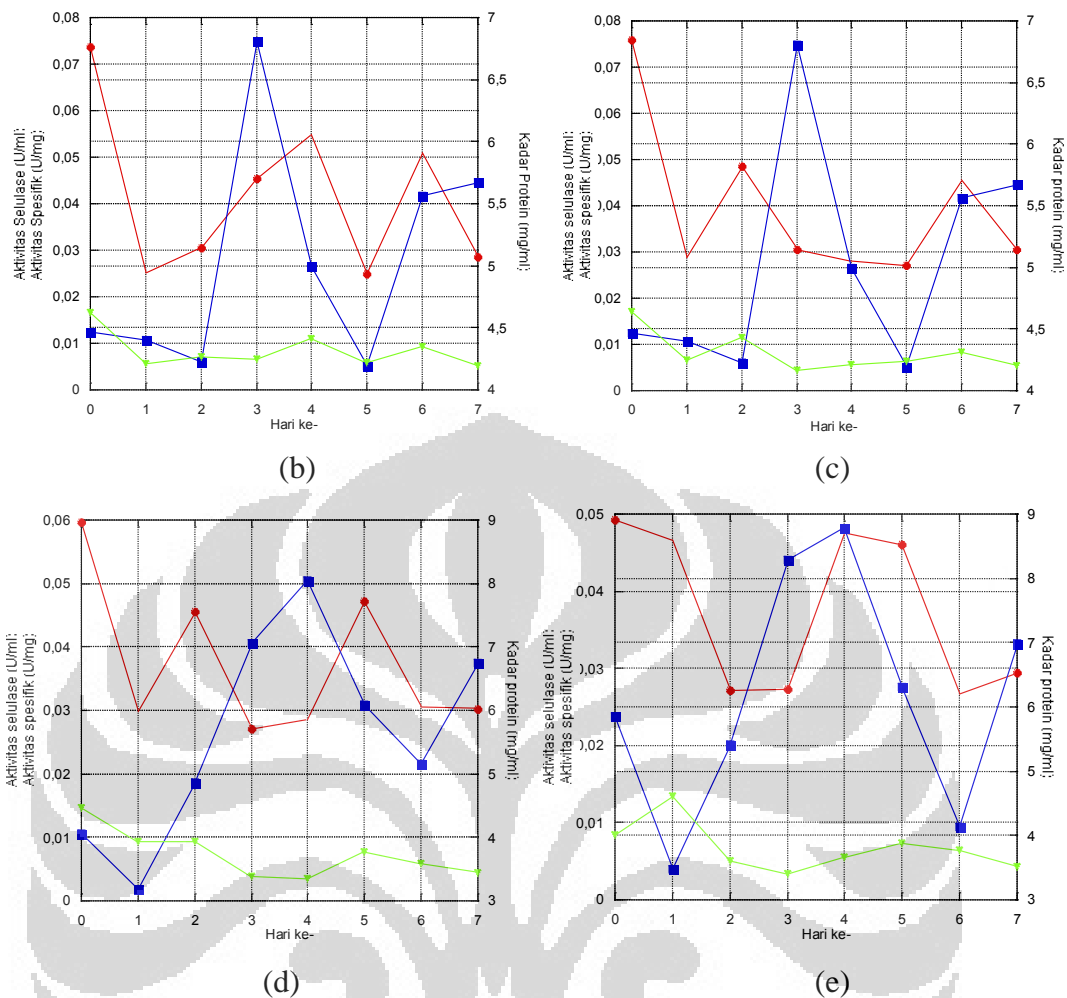 0,08
0,07
0,06
0,05
0,04
0,03
0,02
0,01
0
Aktivitas Selulase (U/ml;
Aktivitas Spesifik (U/mg;
7
6,5
6
5,5
5
4,5
4
Kadar Protein (mg/ml;
0 1 2 3 4 5 6 7
Hari ke-
(b)
0,08
0,07
0,06
0,05
0,04
0,03
0,02
0,01
0
Aktivitas selulase (U/ml;
Aktivitas spesifik (U/mg;
7
6,5
6
5,5
5
4,5
4
Kadar Protein (mg/ml;
0 1 2 3 4 5 6 7
Hari ke-
(c)
0,06
0,05
0,04
0,03
0,02
0,01
0
Aktivitas selulase (U/ml;
Aktivitas spesifik (U/mg;
9
8
7
6
5
4
3
Kadar protein (mg/ml;
0 1 2 3 4 5 6 7
Hari ke-
(d)
0,05
0,04
0,03
0,02
0,01
0
Aktivitas selulase (U/ml;
Aktivitas spesifik (U/mg;
9
8
7
6
5
4
3
Kadar protein (mg/ml;
0 1 2 3 4 5 6 7
Hari ke-
(e)